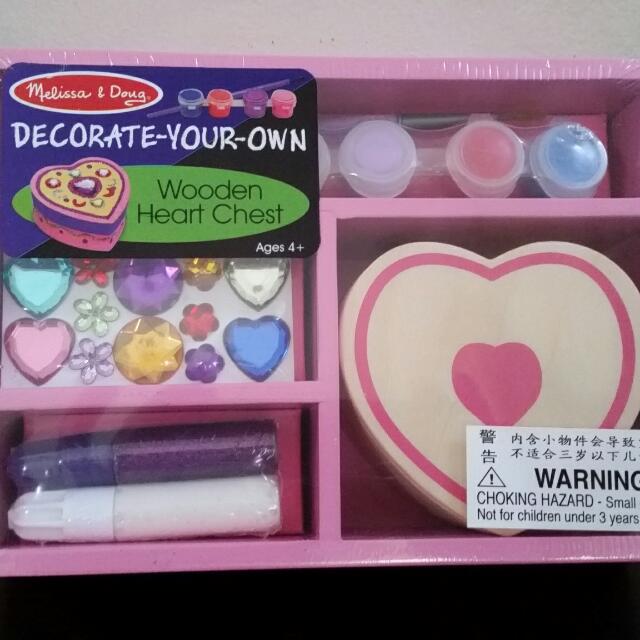 Melissa & Doug
DECORATE-YOUR-OWN
Wooden
Heart Chest
Ages 4+
警告
内含小物件会导致
不适合三岁以下儿
WARNING
CHOKING HAZARD - Small
Not for children under 3 years